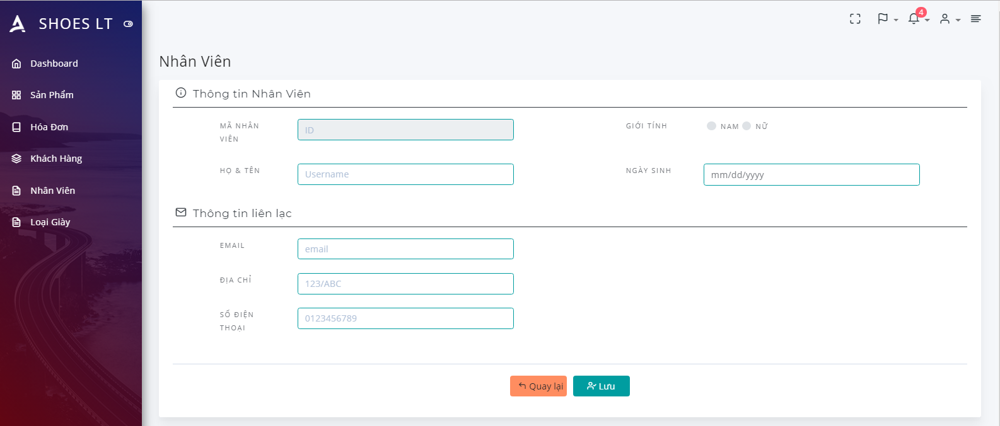 SHOES LT
4
Dashboard
Sản Phẩm
Hóa Đơn
Khách Hàng
Nhân Viên
Loại Giày
Nhân Viên
Thông tin Nhân Viên
MÃ NHÂN
VIÊN
ID
GIỚI TÍNH
NAM NỮ
HỌ & TÊN
Username
NGÀY SINH
mm/dd/yyyy
Thông tin liên lạc
EMAIL
email
ĐỊA CHỈ
123/ABC
SỐ ĐIỆN
THOẠI
0123456789
Quay lại
Lưu